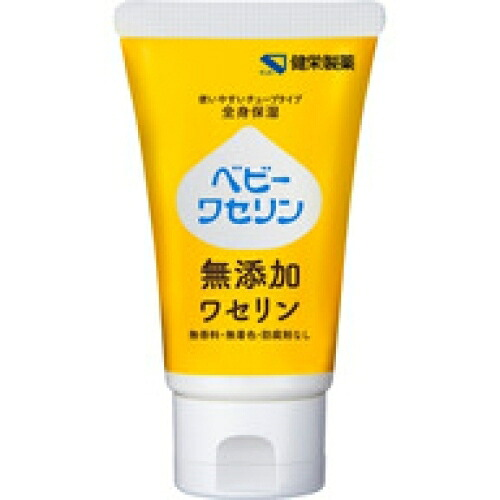 健栄製薬
使いやすいチューブタイプ
全身保湿
ベビー
ワセリン
無添加
ワセリン
無香料・無着色・防腐剤なし